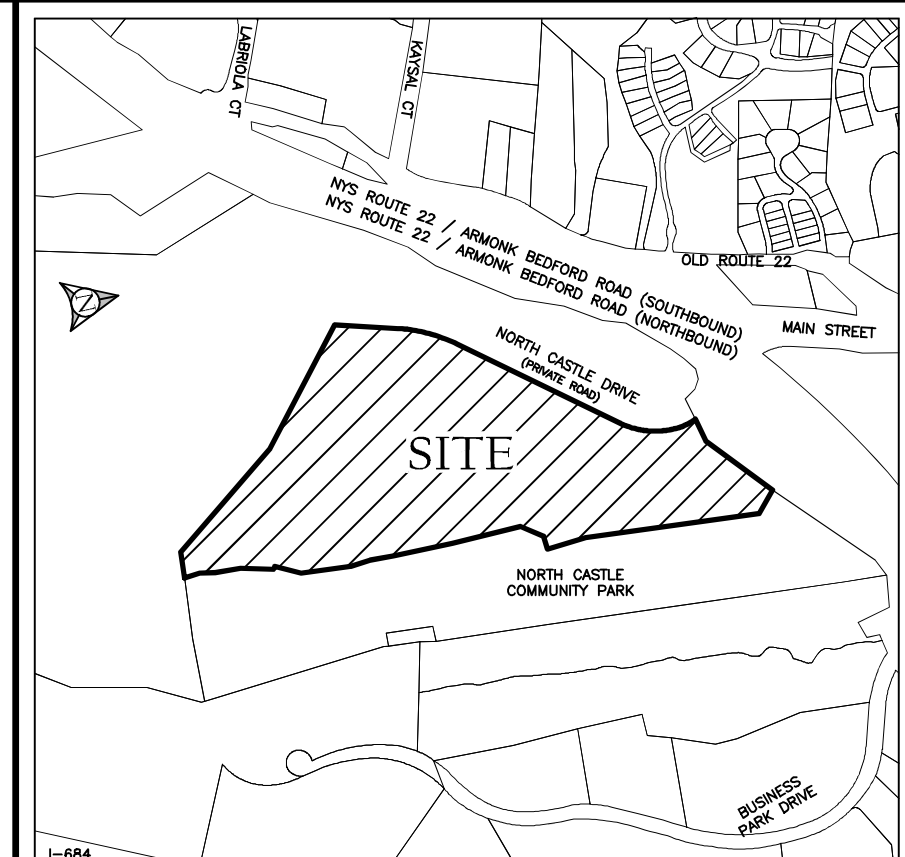 LABRIOLA CT
KAYSAL CT
NYS ROUTE 22 / ARMONK BEDFORD ROAD (SOUTHBOUND)
NYS ROUTE 22 / ARMONK BEDFORD ROAD (NORTHBOUND)
OLD ROUTE 22
MAIN STREET
N
NORTH CASTLE DRIVE
(PRIVATE ROAD)
SITE
NORTH CASTLE
COMMUNITY PARK
BUSINESS
PARK DRIVE
I-684